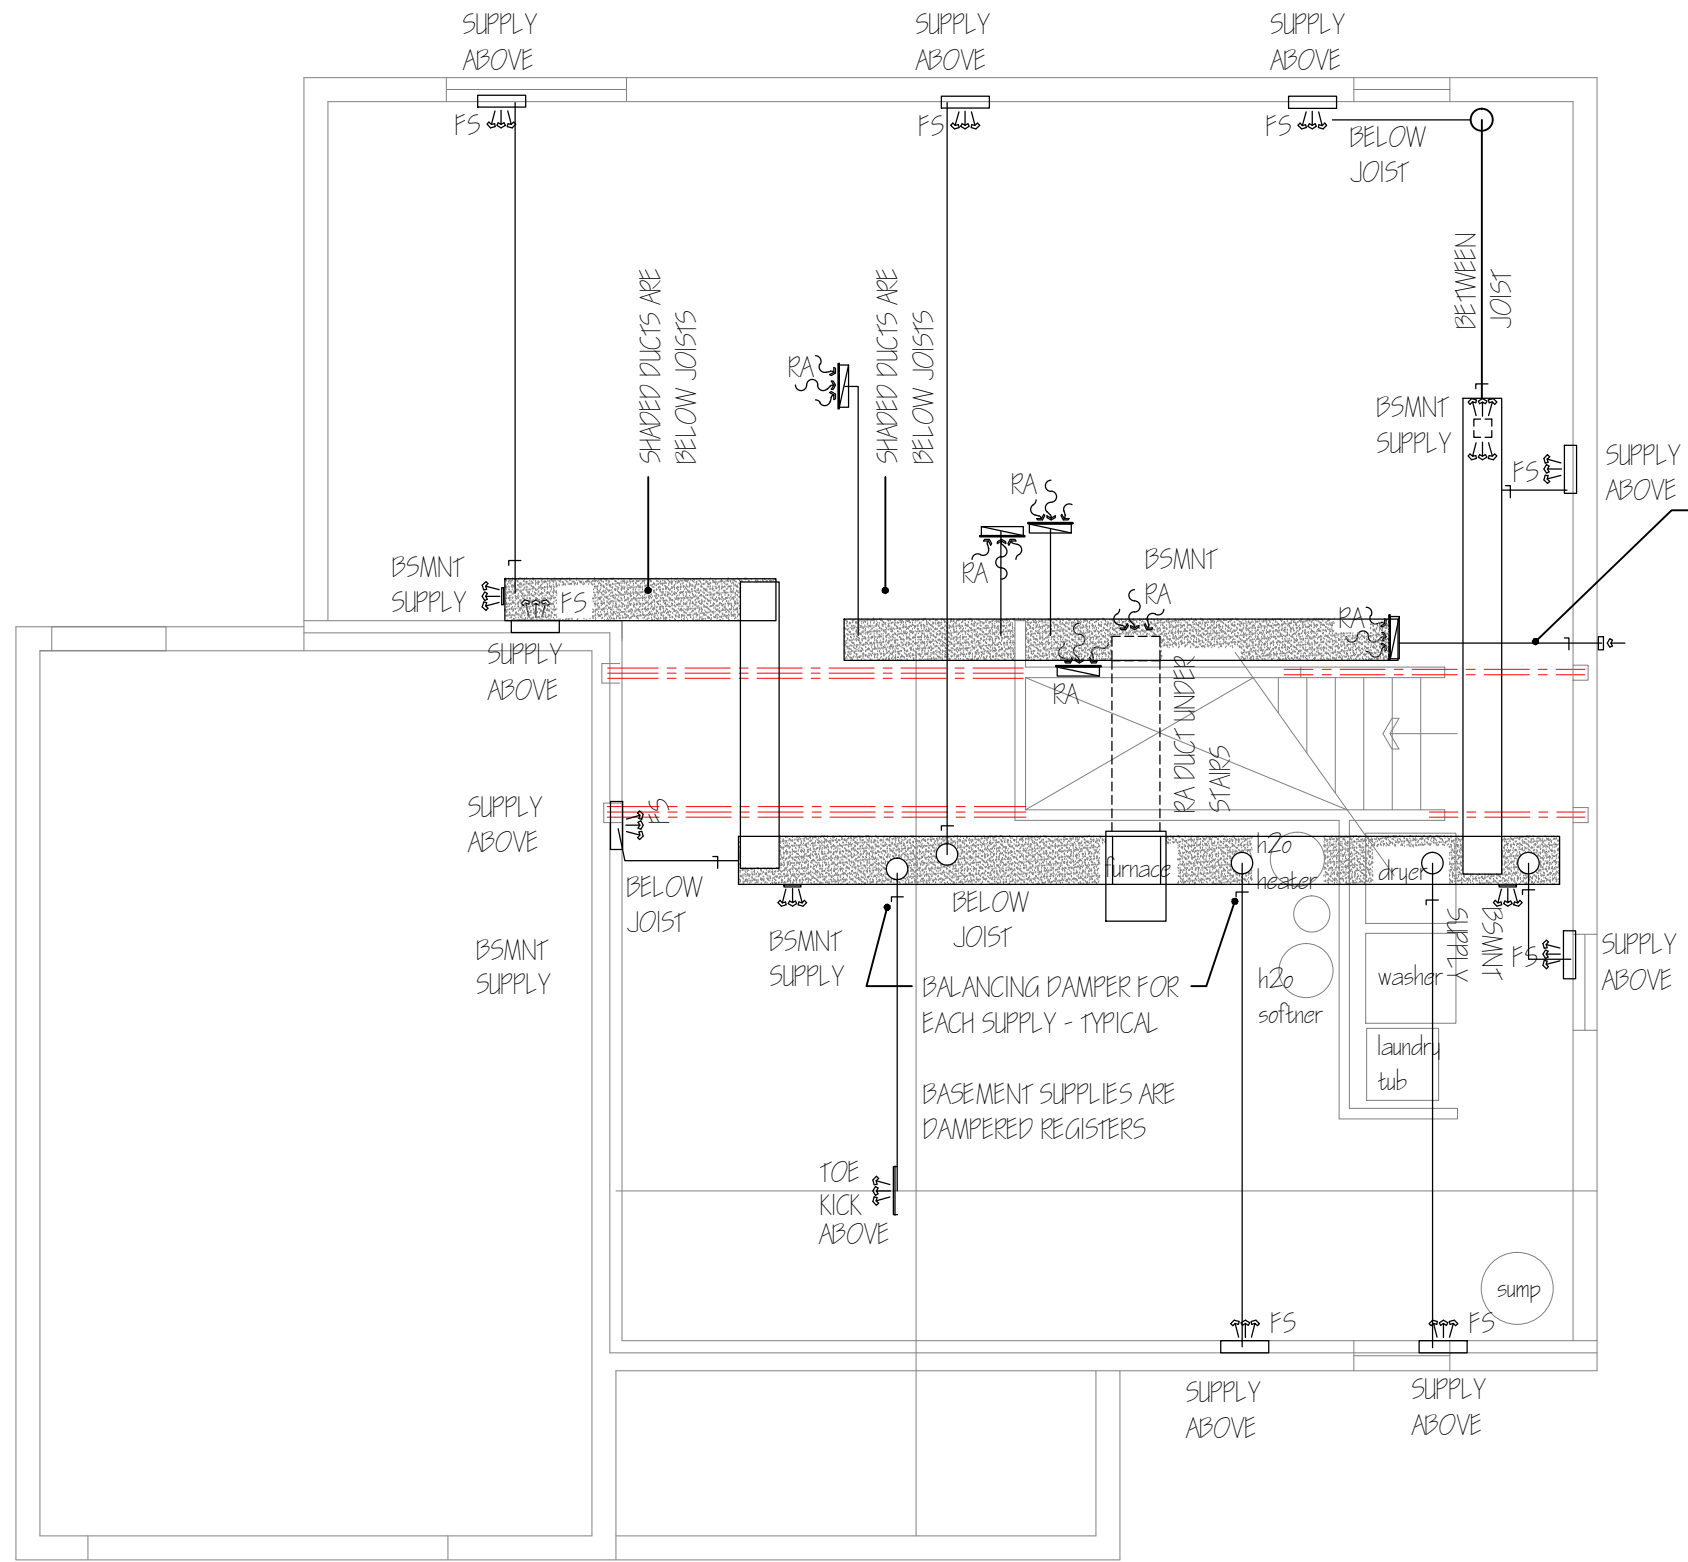 SUPPLY
ABOVE
SUPPLY
ABOVE
SUPPLY
ABOVE
FS
FS
FS
BELOW
JOIST
BETWEEN
JOIST
SHADED DUCTS ARE
BELOW JOISTS
SHADED DUCTS ARE
BELOW JOISTS
RA
BSMNT
SUPPLY
FS
SUPPLY
ABOVE
RA
RA
BSMNT
RA
RA
BSMNT
SUPPLY
FS
SUPPLY
ABOVE
RA
RA DUCT UNDER
STAIRS
SUPPLY
ABOVE
FS
BELOW
JOIST
furnace
h2o
heater
dryer
BSMNT
SUPPLY
BSMNT
SUPPLY
BELOW
JOIST
BSMNT
SUPPLY
FS
SUPPLY
ABOVE
washer
h2o
softner
BALANCING DAMPER FOR
EACH SUPPLY - TYPICAL
laundry
tub
BASEMENT SUPPLIES ARE
DAMPERED REGISTERS
TOE
KICK
ABOVE
sump
FS
FS
SUPPLY
ABOVE
SUPPLY
ABOVE